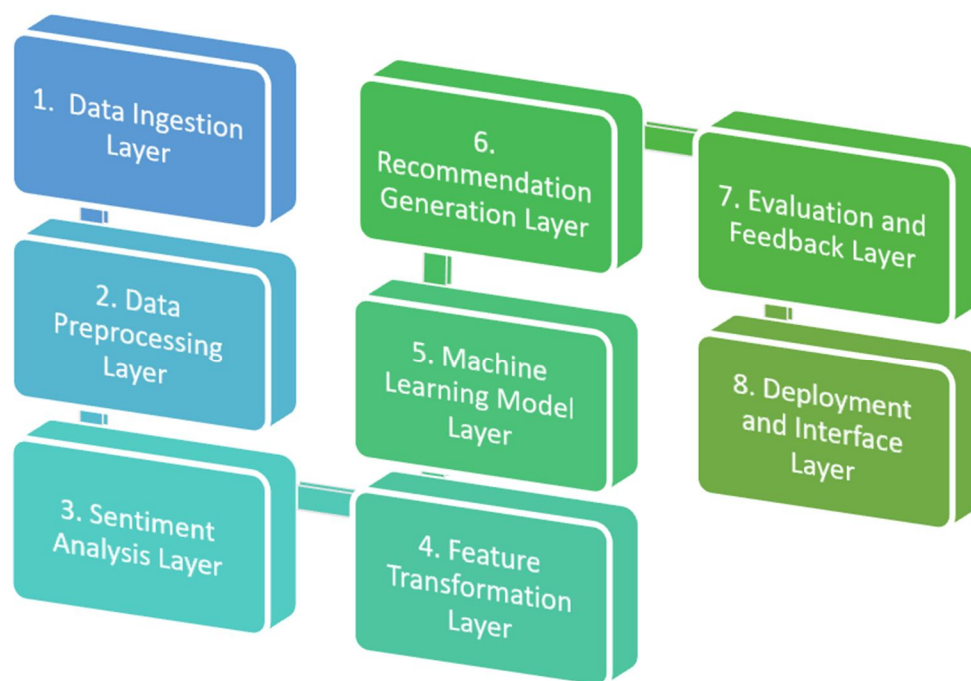 1. Data Ingestion
Layer
2. Data
Preprocessing
Layer
3. Sentiment
Analysis Layer
4. Feature
Transformation
Layer
5. Machine
Learning Model
Layer
6.
Recommendation
Generation Layer
7. Evaluation and
Feedback Layer
8. Deployment
and Interface
Layer